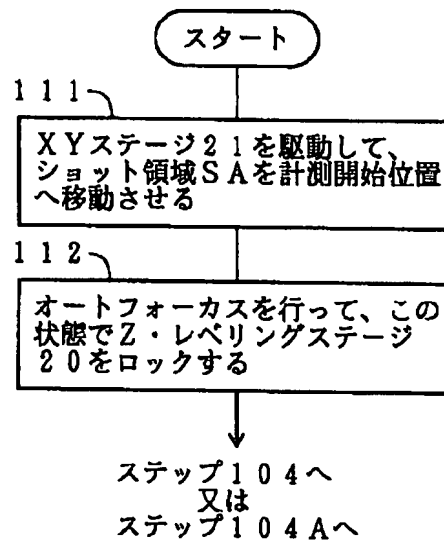 スタート
１１１
ＸＹステージ２１を駆動して、
ショット領域ＳＡを計測開始位置
へ移動させる
１１２
オートフォーカスを行って、この
状態でＺ・レベリングステージ
２０をロックする
ステップ１０４へ
又は
ステップ１０４Ａへ